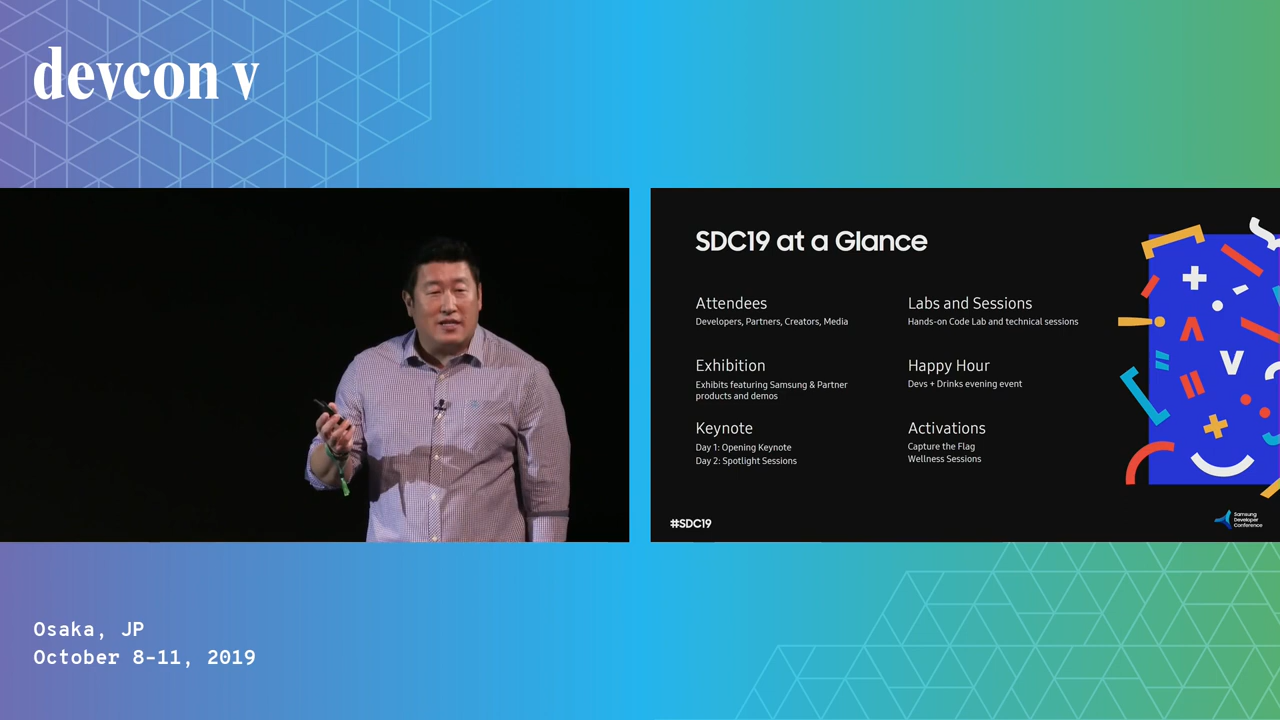 devcon v
SDC19 at a Glance
Attendees
Developers, Partners, Creators, Media
Labs and Sessions
Hands-on Code Lab and technical sessions
Exhibition
Exhibits featuring Samsung & Partner
products and demos
Happy Hour
Devs + Drinks evening event
Keynote
Day 1: Opening Keynote
Day 2: Spotlight Sessions
Activations
Capture the Flag
Wellness Sessions
#SDC19
Samsung
Developer
Conference
Osaka, JP
October 8-11, 2019